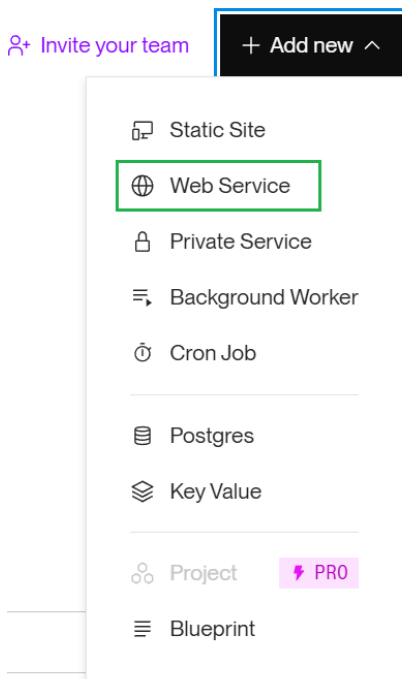 Invite your team
+ Add new
Static Site
Web Service
Private Service
Background Worker
Cron Job
Postgres
Key Value
Project PRO
Blueprint